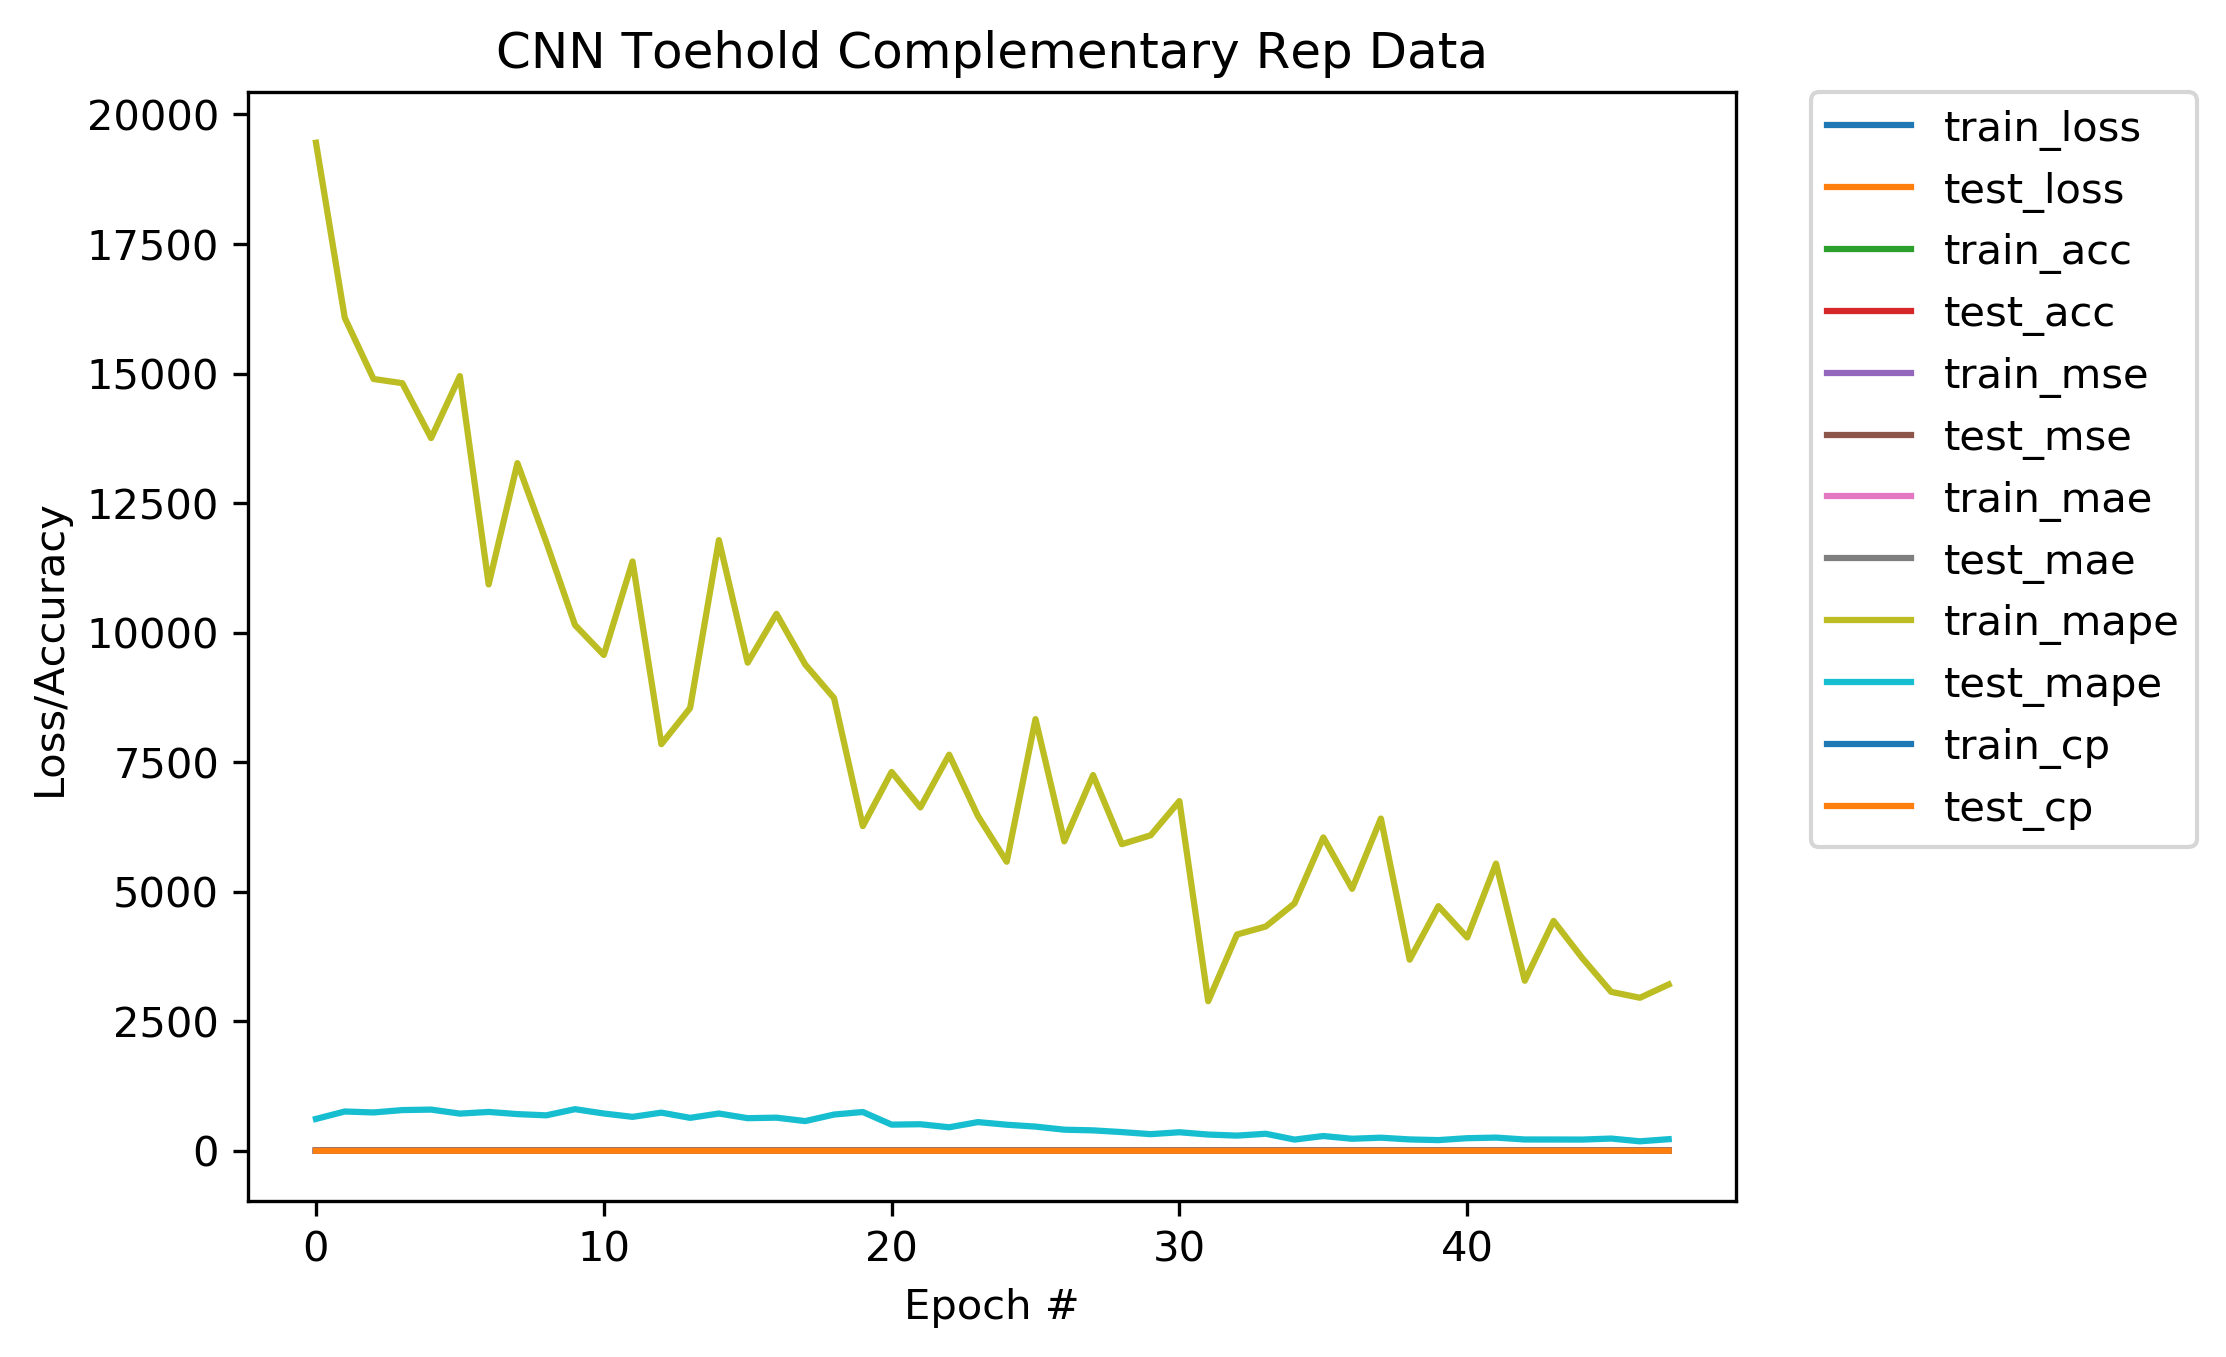 CNN Toehold Complementary Rep Data
Loss/Accuracy
20000
17500
15000
12500
10000
7500
5000
2500
0
0 10 20 30 40
Epoch #
train_loss
test_loss
train_acc
test_acc
train_mse
test_mse
train_mae
test_mae
train_mape
test_mape
train_cp
test_cp